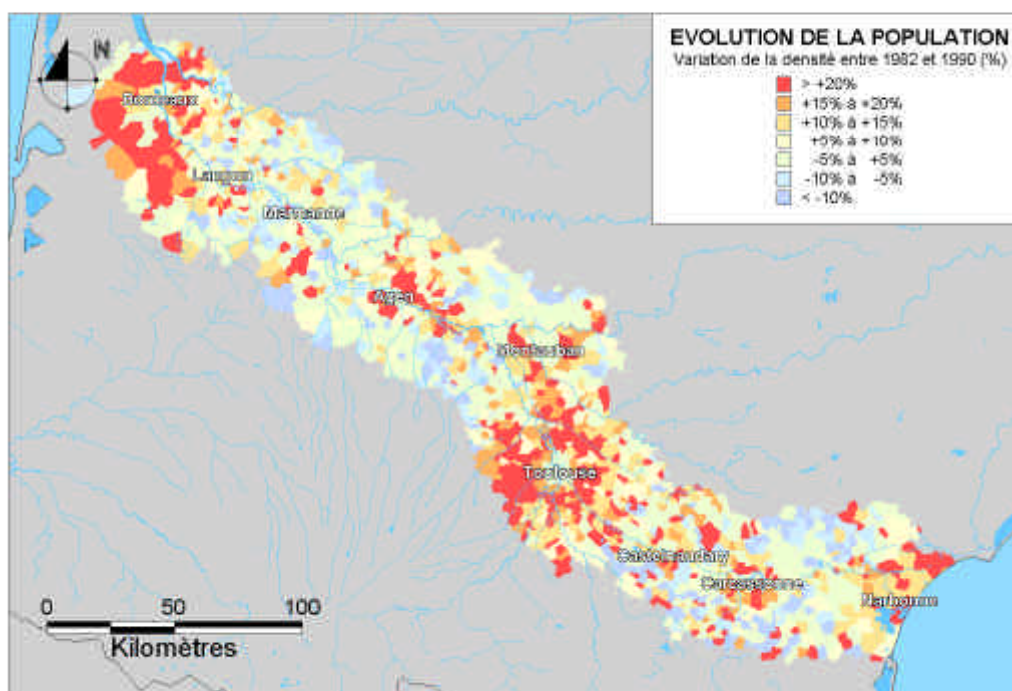 EVOLUTION DE LA POPULATION
Variation de la densité entre 1982 et 1990 (%)
> +20%
+15% à +20%
+10% à +15%
+5% à +10%
-5% à +5%
-10% à -5%
< -10%
N
Bordeaux
Langon
Marmande
Agen
Montauban
Toulouse
Castelnaudary
Carcassonne
Narbonne
0 50 100
Kilomètres